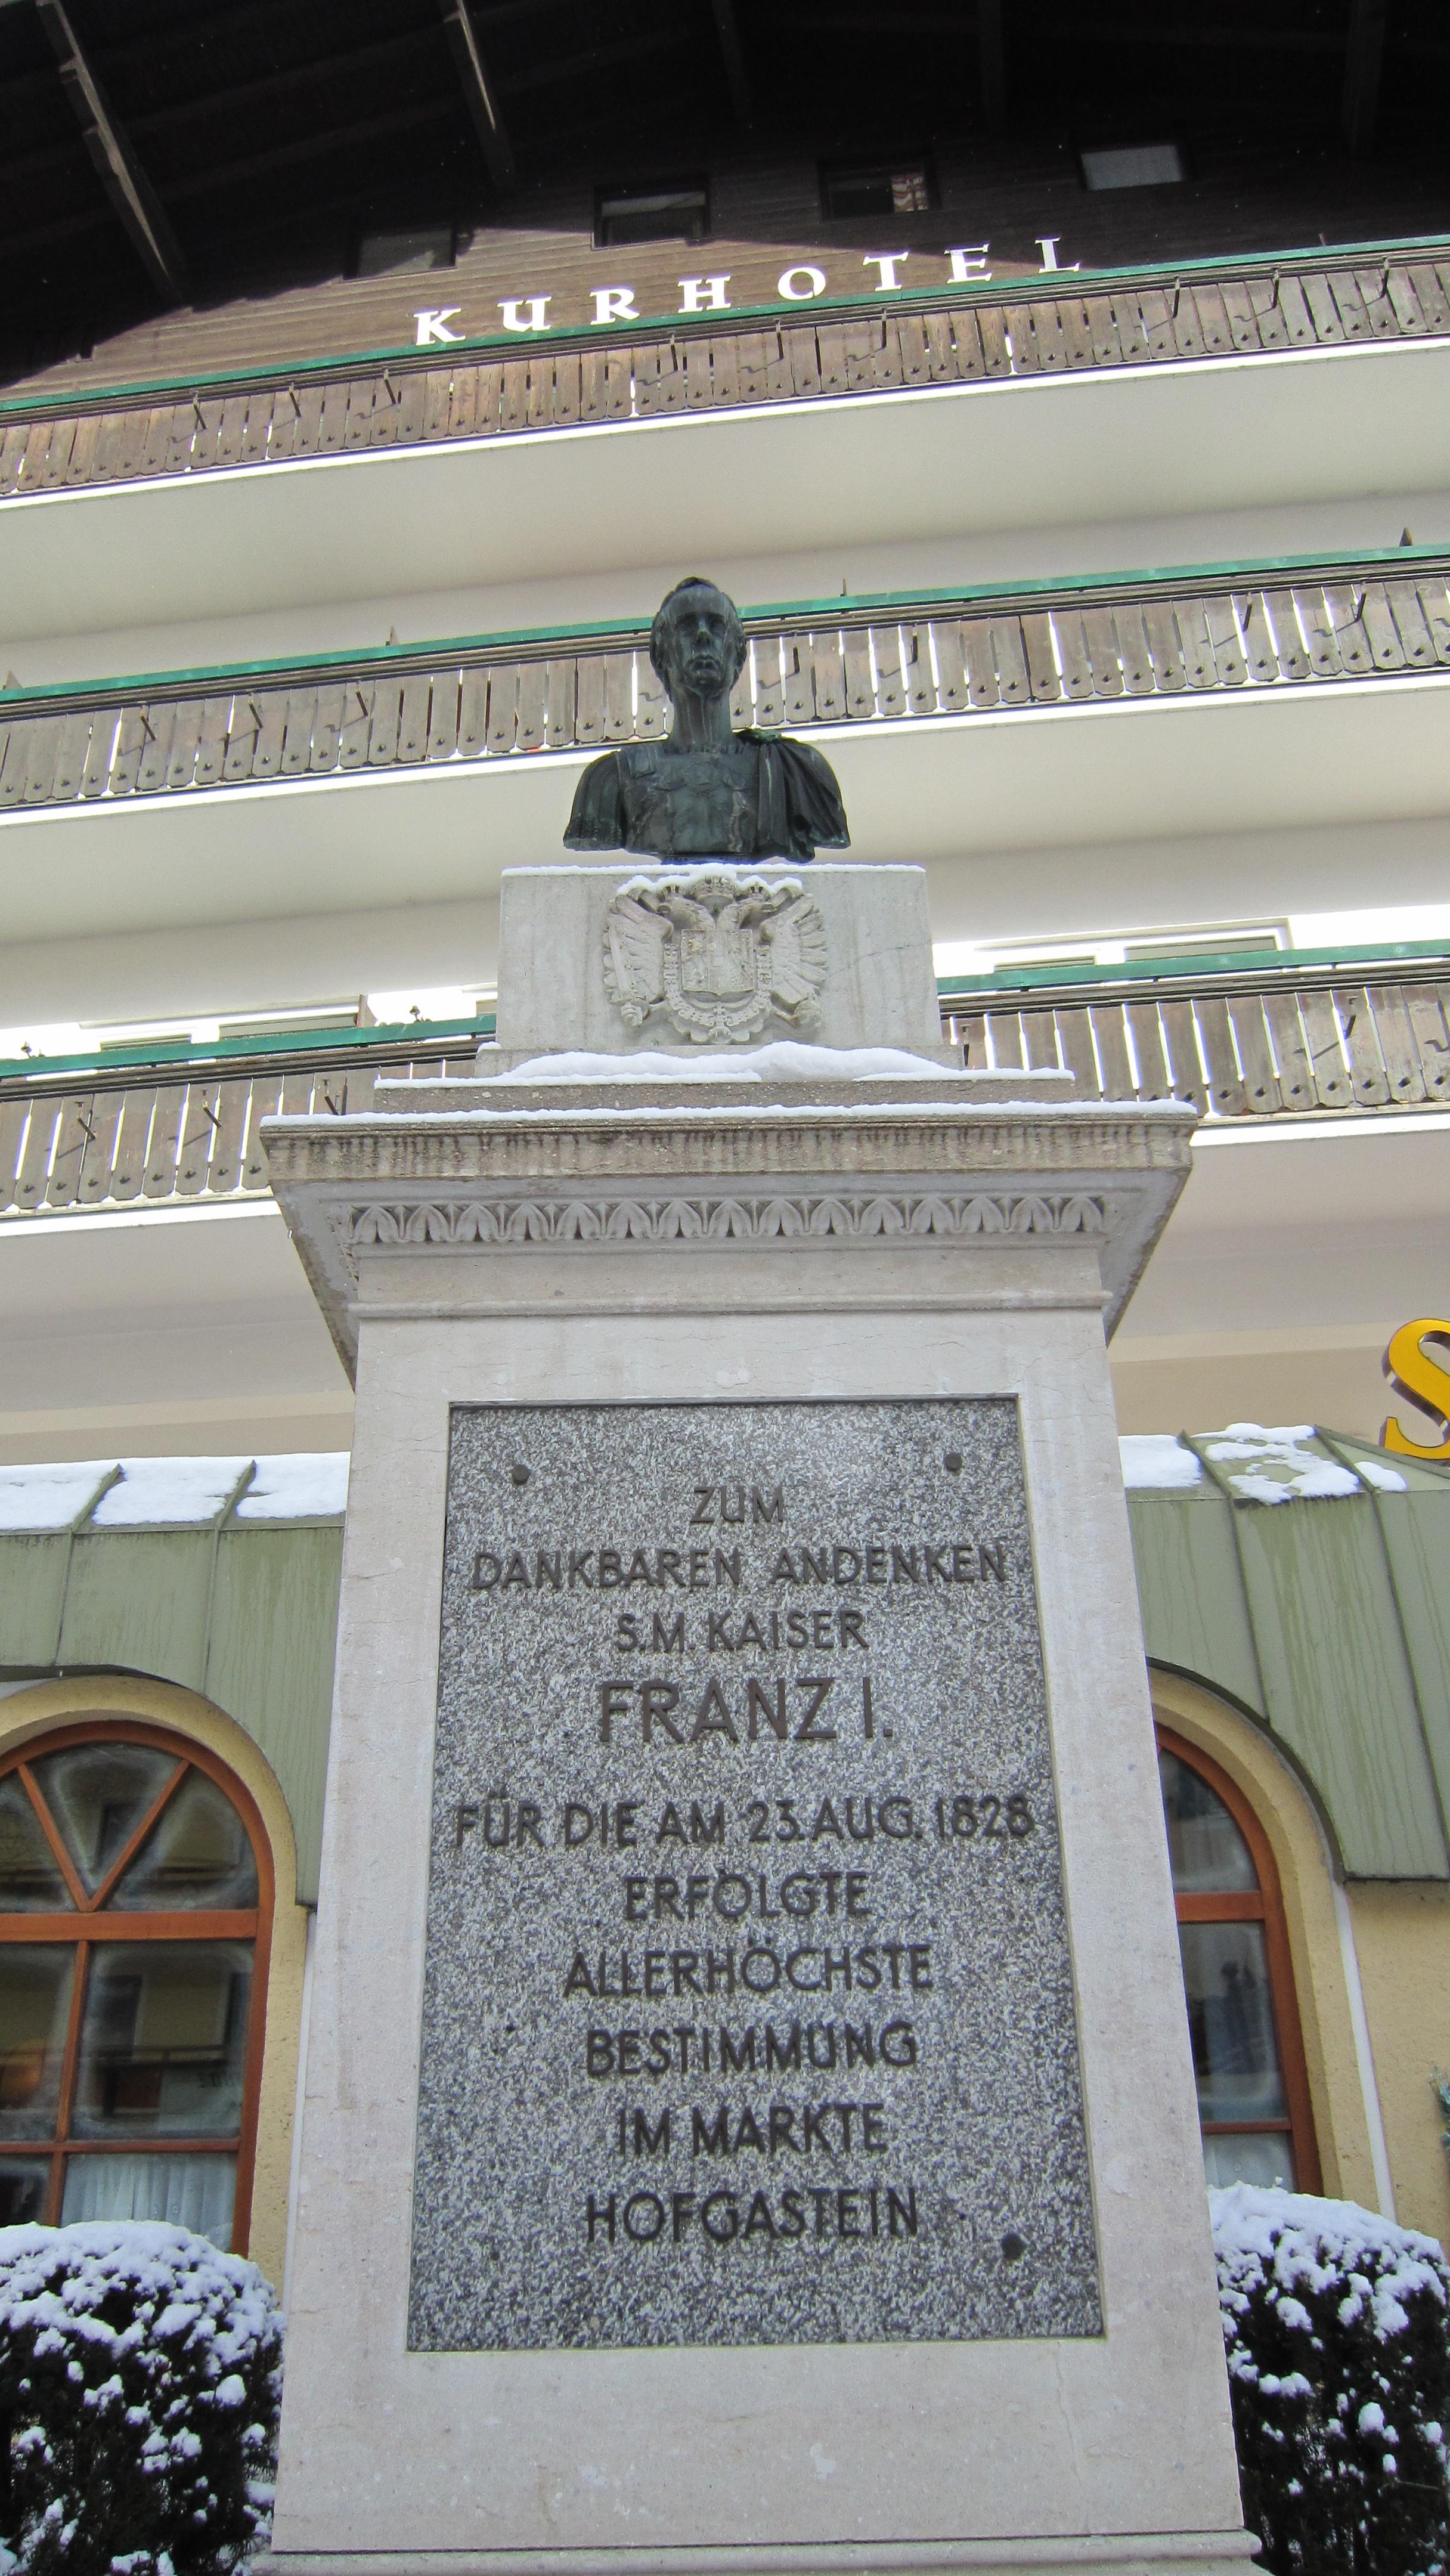 KURHOTEL
S
ZUM
DANKBAREN ANDENKEN
S.M. KAISER
FRANZ I.
FÜR DIE AM 23.AUG. 1828
ERFOLGTE
ALLERHÖCHSTE
BESTIMMUNG
IM MARKTE
HOFGASTEIN